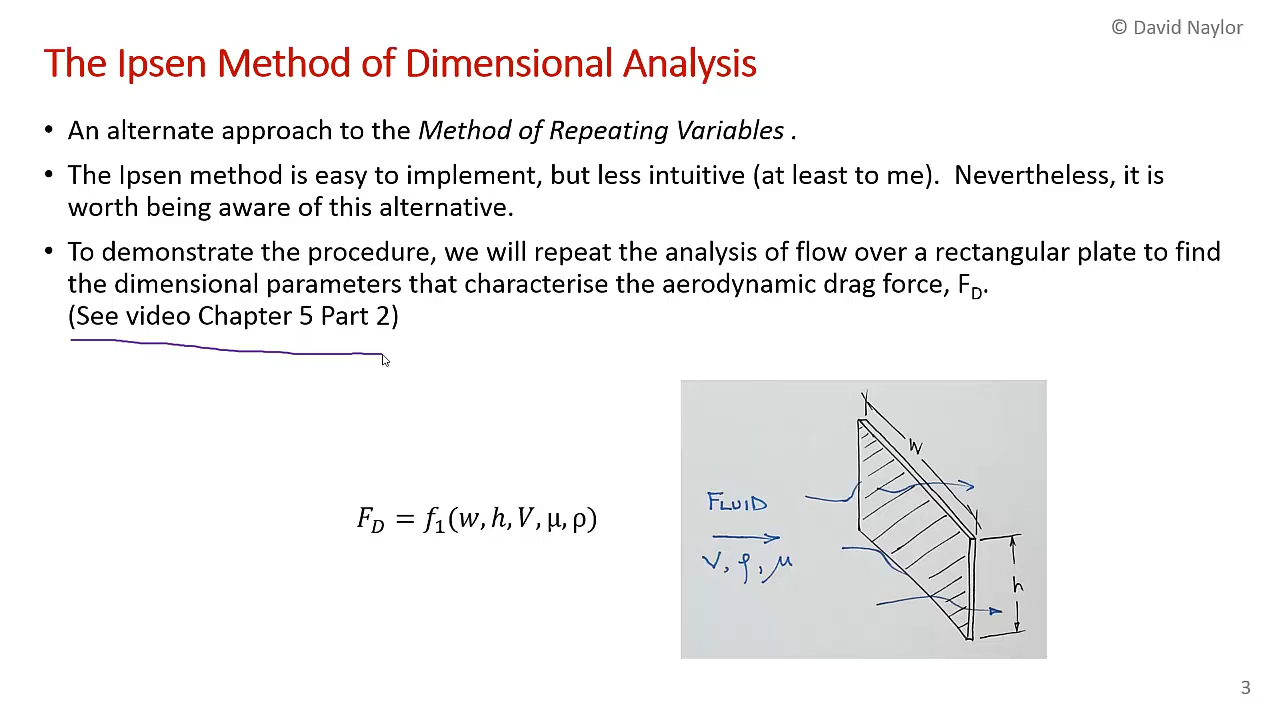 © David Naylor
The Ipsen Method of Dimensional Analysis
• An alternate approach to the Method of Repeating Variables .
• The Ipsen method is easy to implement, but less intuitive (at least to me). Nevertheless, it is
worth being aware of this alternative.
• To demonstrate the procedure, we will repeat the analysis of flow over a rectangular plate to find
the dimensional parameters that characterise the aerodynamic drag force, F_D.
(See video Chapter 5 Part 2)
F_D = f_1(w, h, V, μ, ρ)
W
FLUID
V, ρ, μ
h
3